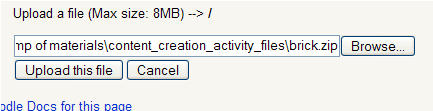 Upload a file (Max size: 8MB) --> /
mp of materials\content_creation_activity_files\brick.zip Browse...
Upload this file Cancel
odle Docs for this page